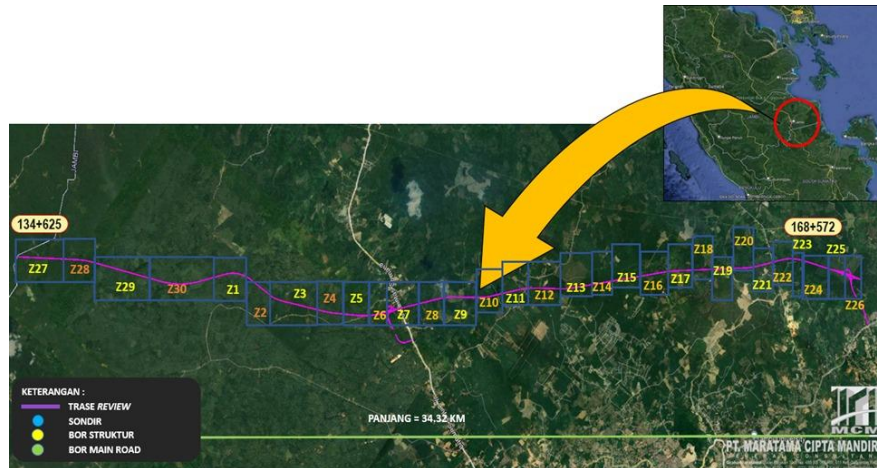 JAMBI
134+625
168+572
Z27
Z28
Z29
Z30
Z1
Z2
Z3
Z4
Z5
Z6
Z7
Z8
Z9
Z10
Z11
Z12
Z13
Z14
Z15
Z16
Z17
Z18
Z19
Z20
Z21
Z22
Z23
Z24
Z25
Z26
KETERANGAN :
TRASE REVIEW
SONDIR
BOR STRUKTUR
BOR MAIN ROAD
PANJANG = 34.32 KM
MCM
PT. MARATAMA CIPTA MANDIRI